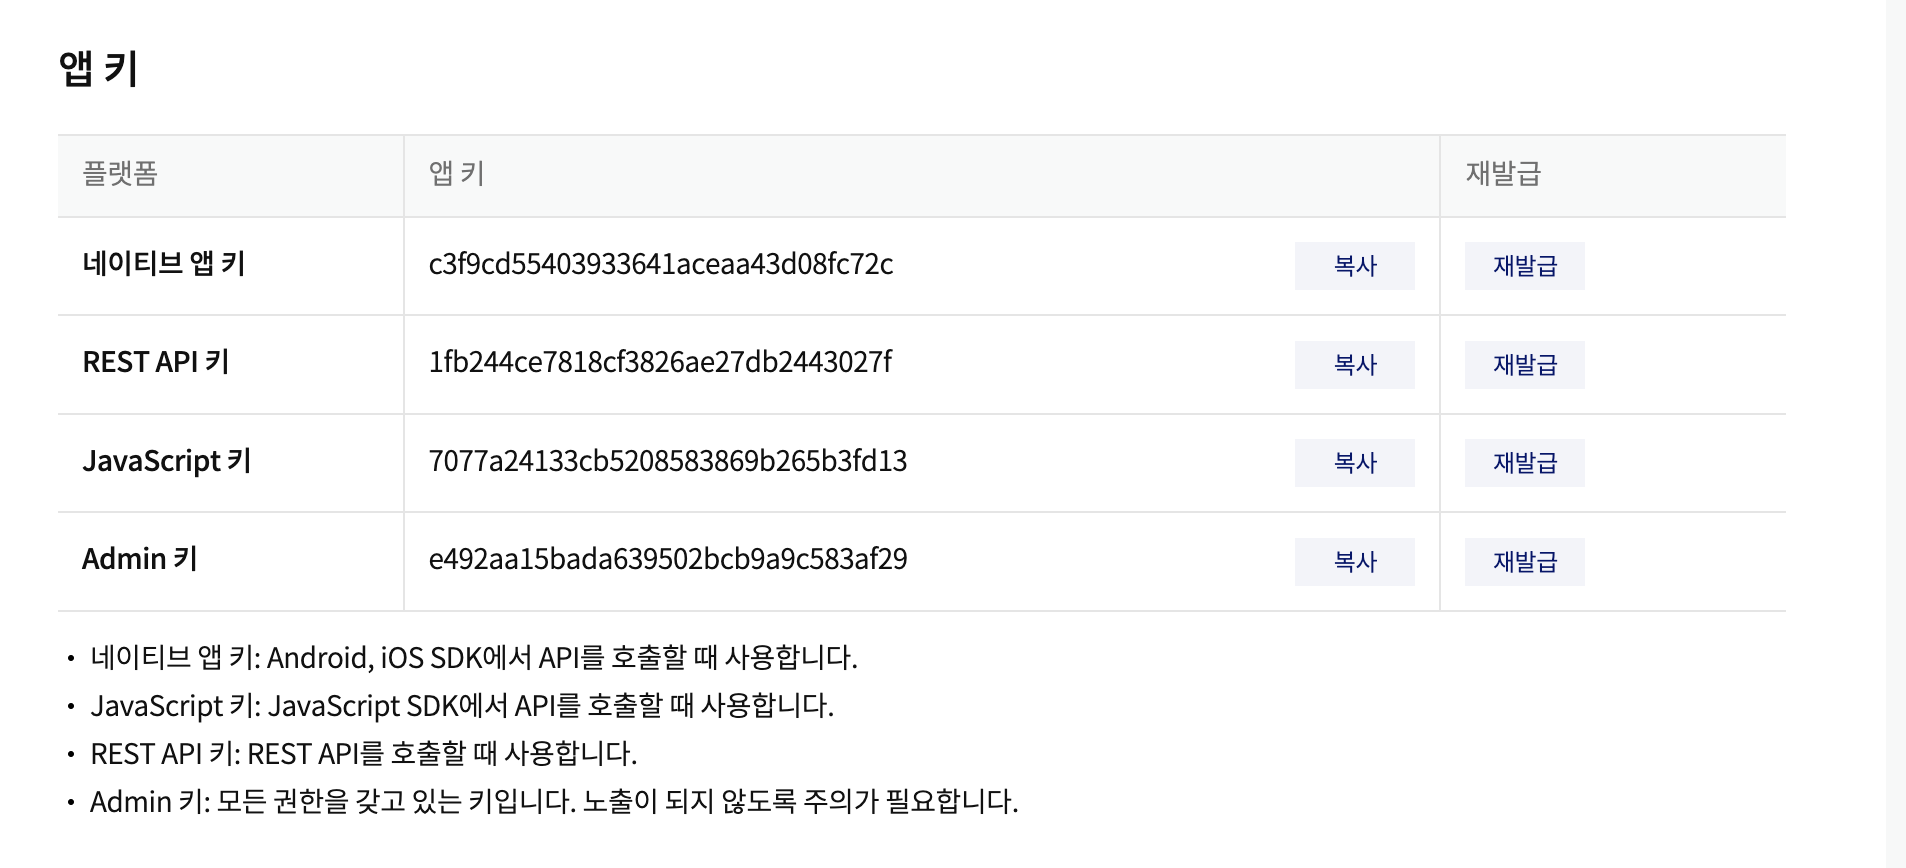 앱 키
플랫폼 앱 키 재발급
네이티브 앱 키 c3f9cd55403933641aceaa43d08fc72c 복사 재발급
REST API 키 1fb244ce7818cf3826ae27db2443027f 복사 재발급
JavaScript 키 7077a24133cb5208583869b265b3fd13 복사 재발급
Admin 키 e492aa15bada639502bcb9a9c583af29 복사 재발급
• 네이티브 앱 키: Android, iOS SDK에서 API를 호출할 때 사용합니다.
• JavaScript 키: JavaScript SDK에서 API를 호출할 때 사용합니다.
• REST API 키: REST API를 호출할 때 사용합니다.
• Admin 키: 모든 권한을 갖고 있는 키입니다. 노출이 되지 않도록 주의가 필요합니다.